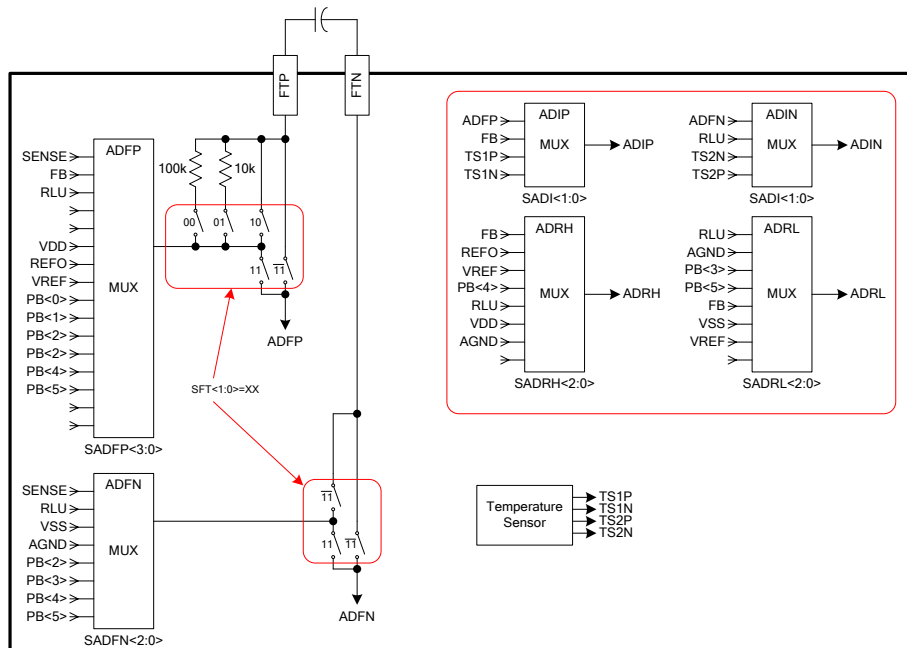 FTP
FTN
ADFP
SENSE
FB
RLU
VDD
REFO
VREF
PB<0>
PB<1>
PB<2>
PB<2>
PB<4>
PB<5>
MUX
SADFP<3:0>
100k
10k
00
01
10
11
11
ADFP
SFT<1:0>=XX
ADFN
SENSE
RLU
VSS
AGND
PB<2>
PB<3>
PB<4>
PB<5>
MUX
SADFN<2:0>
11
11
11
ADFN
ADIP
ADFP
FB
TS1P
TS1N
MUX
ADIP
SADI<1:0>
ADIN
ADFN
RLU
TS2N
TS2P
MUX
ADIN
SADI<1:0>
ADRH
FB
REFO
VREF
PB<4>
RLU
VDD
AGND
MUX
ADRH
SADRH<2:0>
ADRL
RLU
AGND
PB<3>
PB<5>
FB
VSS
VREF
MUX
ADRL
SADRL<2:0>
Temperature
Sensor
TS1P
TS1N
TS2P
TS2N